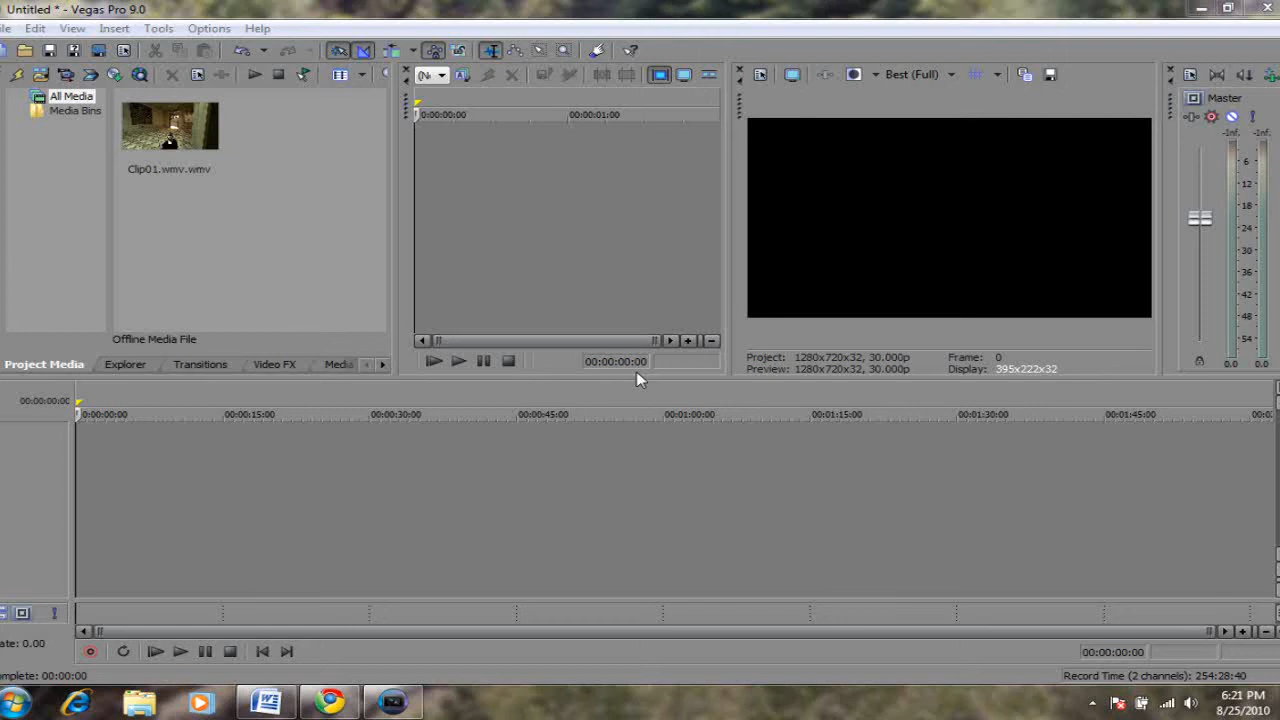 Untitled * - Vegas Pro 9.0
ile Edit View Insert Tools Options Help
All Media
Media Bins
Clip01.wmv.wmv
Offline Media File
Project Media Explorer Transitions Video FX Media
(N
0:00:00:00 00:00:01:00
00:00:00:00
Best (Full)
Project: 1280x720x32, 30.000p Frame: 0
Preview: 1280x720x32, 30.000p Display: 395x222x32
Master
-Inf. -Inf.
6
12
18
24
30
36
42
48
54
0.0 0.0
00:00:00:00
0:00:00:00 00:00:15:00 00:00:30:00 00:00:45:00 00:01:00:00 00:01:15:00 00:01:30:00 00:01:45:00 00:0
ate: 0.00
00:00:00:00
omplete: 00:00:00
Record Time (2 channels): 254:28:40
6:21 PM
8/25/2010